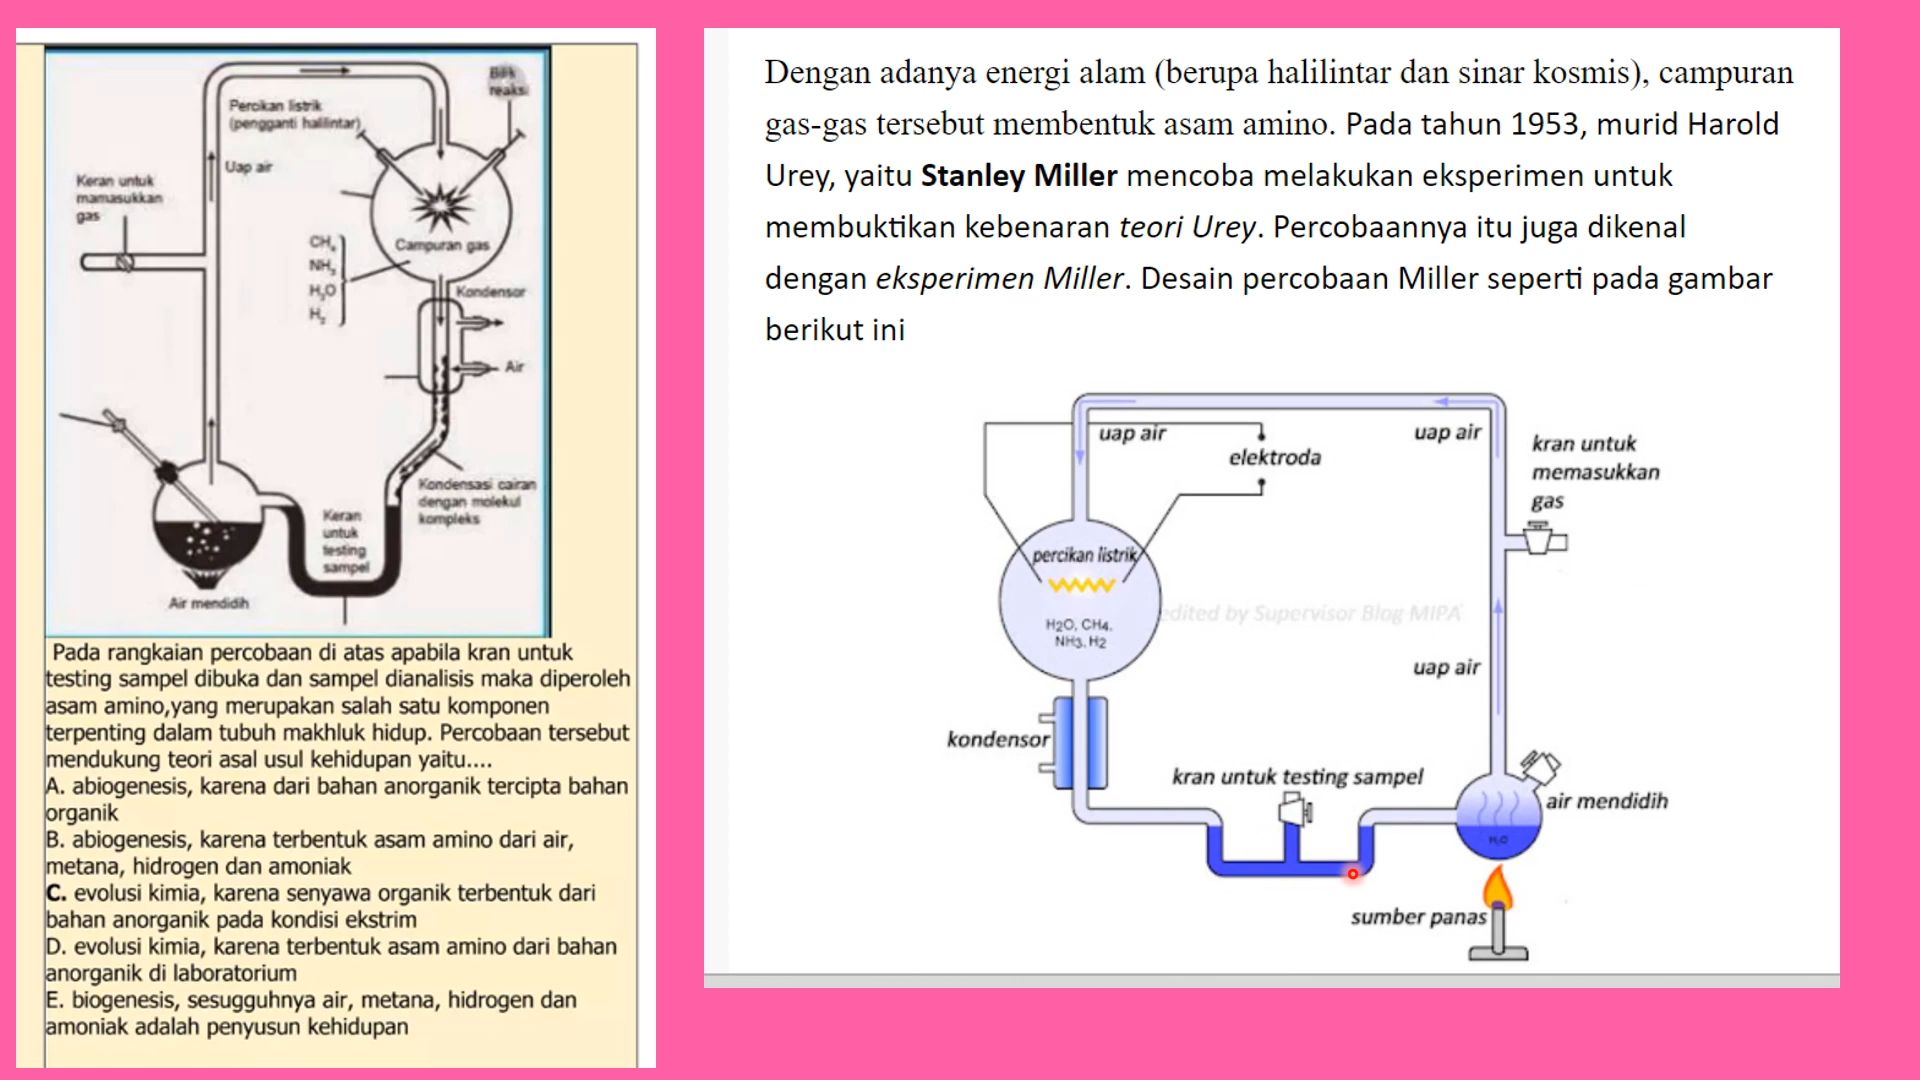 Bilik
reaksi
Percikan listrik
(pengganti halilintar)
Uap air
Keran untuk
mamasukkan
gas
CH₄
NH₃
H₂O
H₂
Campuran gas
Kondensor
Air
Kondensasi cairan
dengan molekul
kompleks
Keran
untuk
testing
sampel
Air mendidih
Pada rangkaian percobaan di atas apabila kran untuk
testing sampel dibuka dan sampel dianalisis maka diperoleh
asam amino,yang merupakan salah satu komponen
terpenting dalam tubuh makhluk hidup. Percobaan tersebut
mendukung teori asal usul kehidupan yaitu....
A. abiogenesis, karena dari bahan anorganik tercipta bahan
organik
B. abiogenesis, karena terbentuk asam amino dari air,
metana, hidrogen dan amoniak
C. evolusi kimia, karena senyawa organik terbentuk dari
bahan anorganik pada kondisi ekstrim
D. evolusi kimia, karena terbentuk asam amino dari bahan
anorganik di laboratorium
E. biogenesis, sesugguhnya air, metana, hidrogen dan
amoniak adalah penyusun kehidupan
Dengan adanya energi alam (berupa halilintar dan sinar kosmis), campuran
gas-gas tersebut membentuk asam amino. Pada tahun 1953, murid Harold
Urey, yaitu Stanley Miller mencoba melakukan eksperimen untuk
membuktikan kebenaran teori Urey. Percobaannya itu juga dikenal
dengan eksperimen Miller. Desain percobaan Miller seperti pada gambar
berikut ini
uap air
elektroda
uap air
kran untuk
memasukkan
gas
percikan listrik
H2O, CH4,
NH3, H2
edited by Supervisor Blog MIPA
uap air
kondensor
kran untuk testing sampel
air mendidih
H₂O
sumber panas